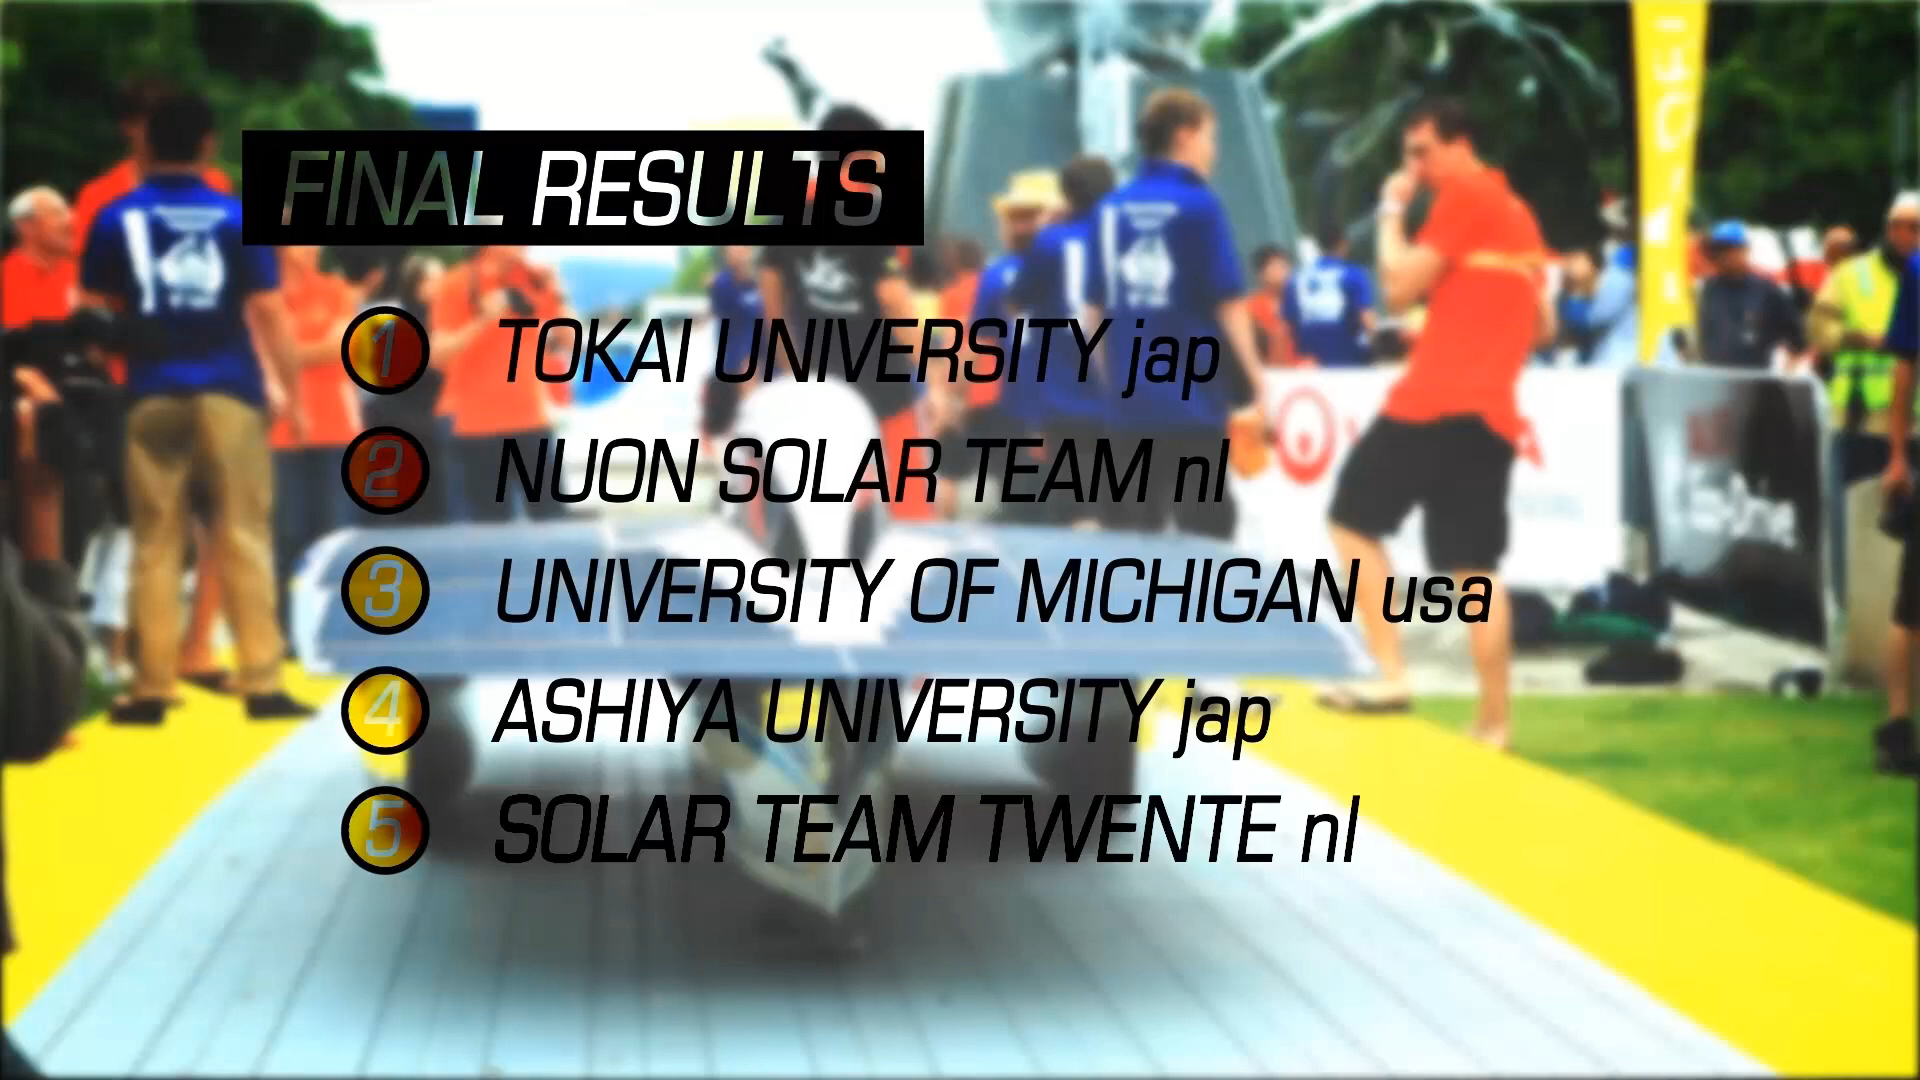 FINAL RESULTS
1 TOKAI UNIVERSITY jap
2 NUON SOLAR TEAM nl
3 UNIVERSITY OF MICHIGAN usa
4 ASHIYA UNIVERSITY jap
5 SOLAR TEAM TWENTE nl